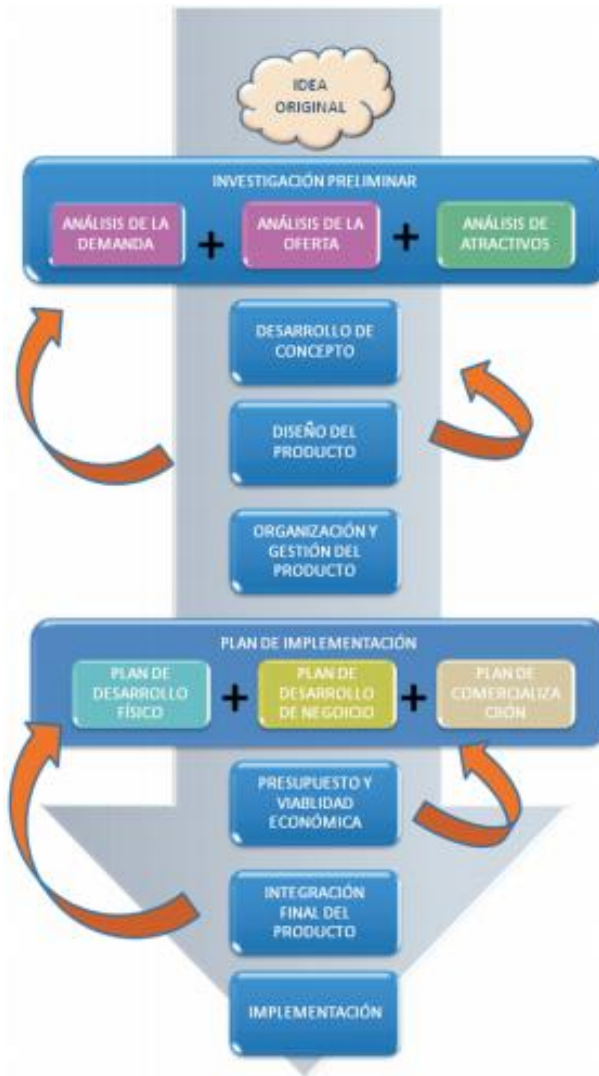 IDEA
ORIGINAL
INVESTIGACIÓN PRELIMINAR
ANÁLISIS DE LA
DEMANDA
+
ANÁLISIS DE LA
OFERTA
+
ANÁLISIS DE
ATRACTIVOS
DESARROLLO DE
CONCEPTO
DISEÑO DEL
PRODUCTO
ORGANIZACIÓN Y
GESTIÓN DEL
PRODUCTO
PLAN DE IMPLEMENTACIÓN
PLAN DE
DESARROLLO
FÍSICO
+
PLAN DE
DESARROLLO
DE NEGOICIO
+
PLAN DE
COMERCIALIZA
CIIÓN
PRESUPUESTO Y
VIABLIDAD
ECONÓMICA
INTEGRACIÓN
FINAL DEL
PRODUCTO
IMPLEMENTACIÓN